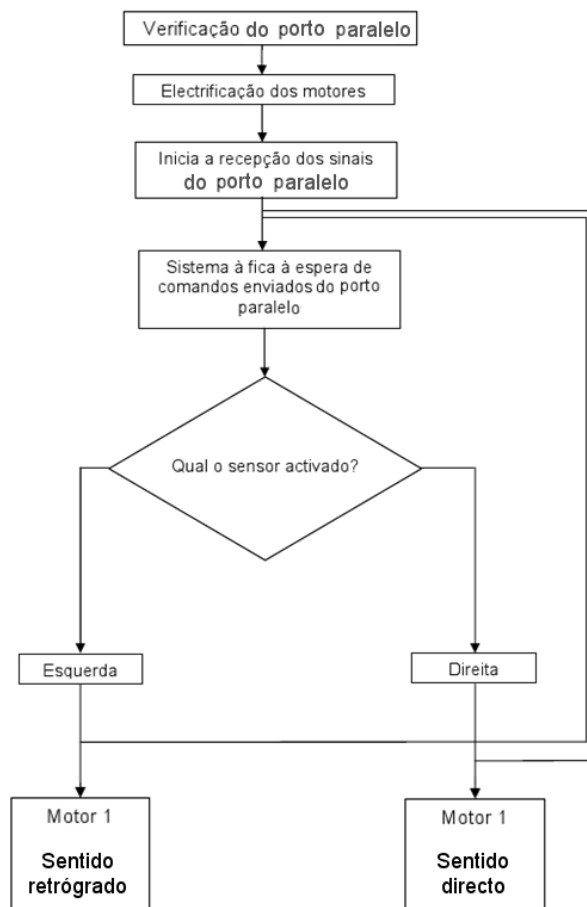 Verificação do porto paralelo
Electrificação dos motores
Inicia a recepção dos sinais
do porto paralelo
Sistema à fica à espera de
comandos enviados do porto
paralelo
Qual o sensor activado?
Esquerda
Direita
Motor 1
Sentido
retrógrado
Motor 1
Sentido
directo